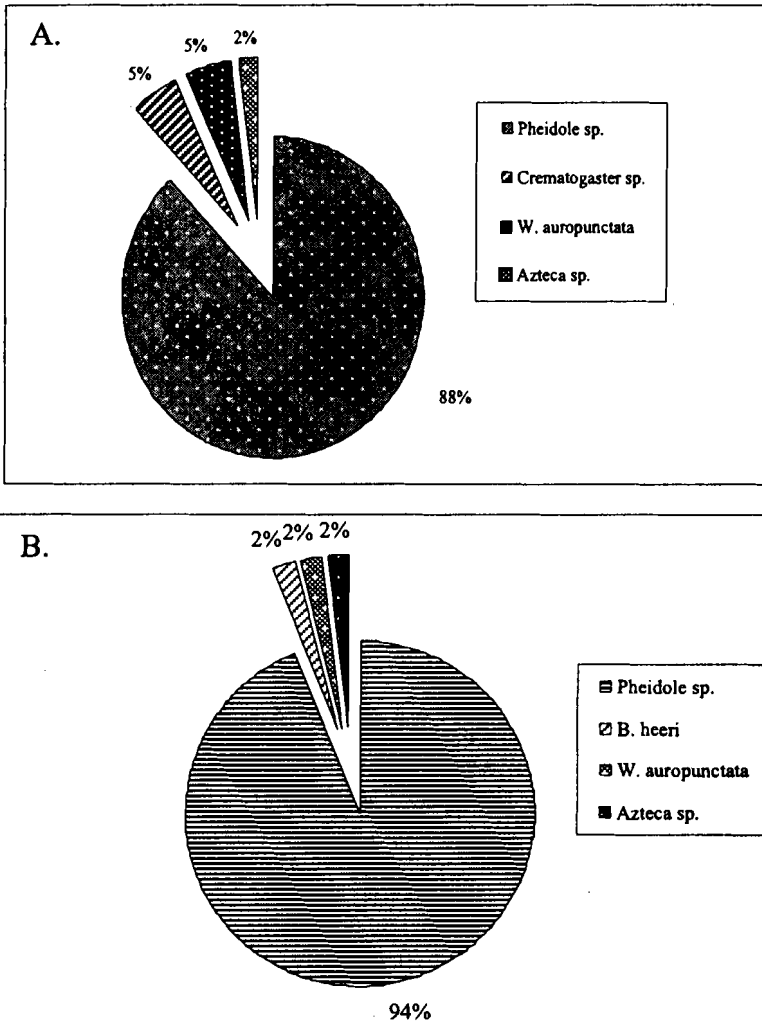 A.
5%
5%
2%
88%
Pheidole sp.
Crematogaster sp.
W. auropunctata
Azteca sp.
B.
2% 2% 2%
94%
Pheidole sp.
B. heeri
W. auropunctata
Azteca sp.